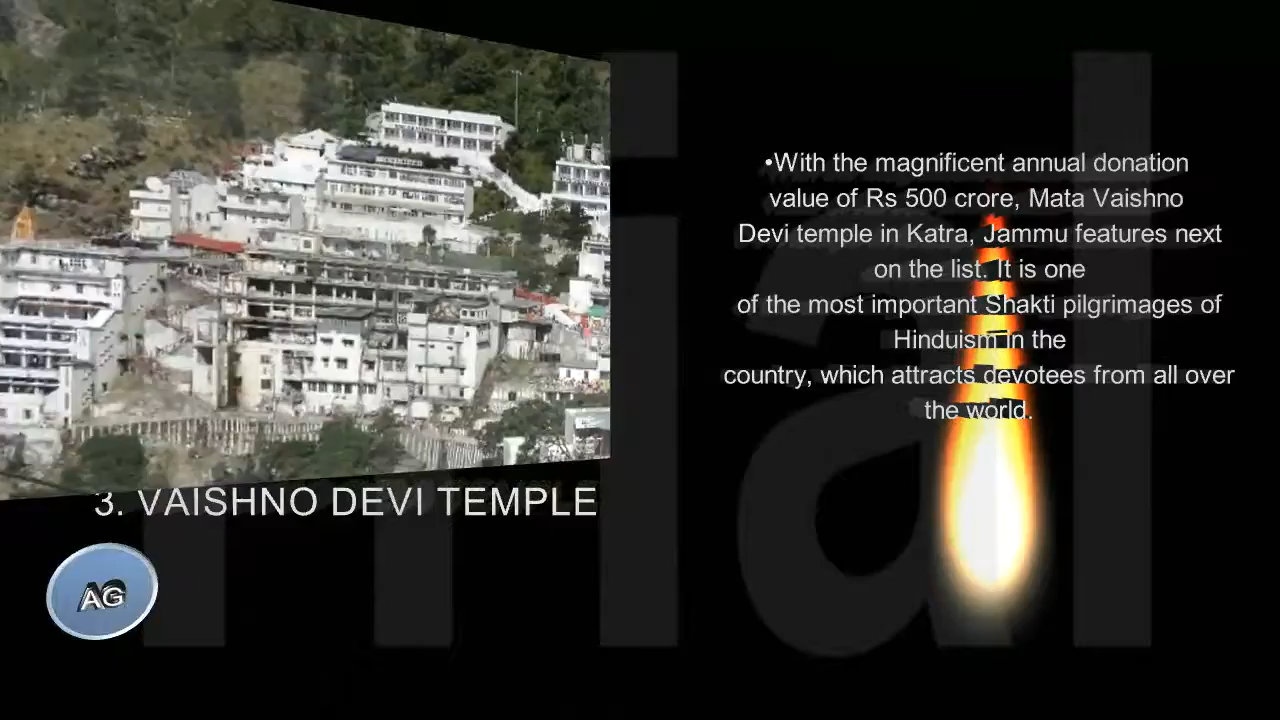 •With the magnificent annual donation
value of Rs 500 crore, Mata Vaishno
Devi temple in Katra, Jammu features next
on the list. It is one
of the most important Shakti pilgrimages of
Hinduism in the
country, which attracts devotees from all over
the world.
3. VAISHNO DEVI TEMPLE
AG